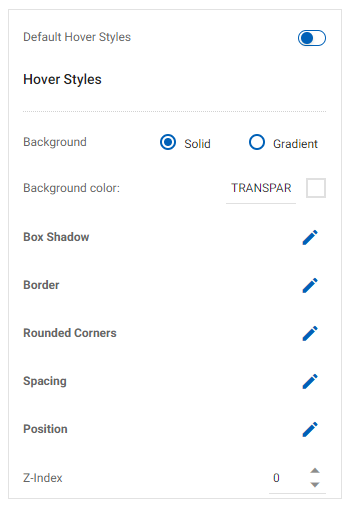 Default Hover Styles
Hover Styles
Background Solid Gradient
Background color: TRANSPAR
Box Shadow
Border
Rounded Corners
Spacing
Position
Z-Index 0